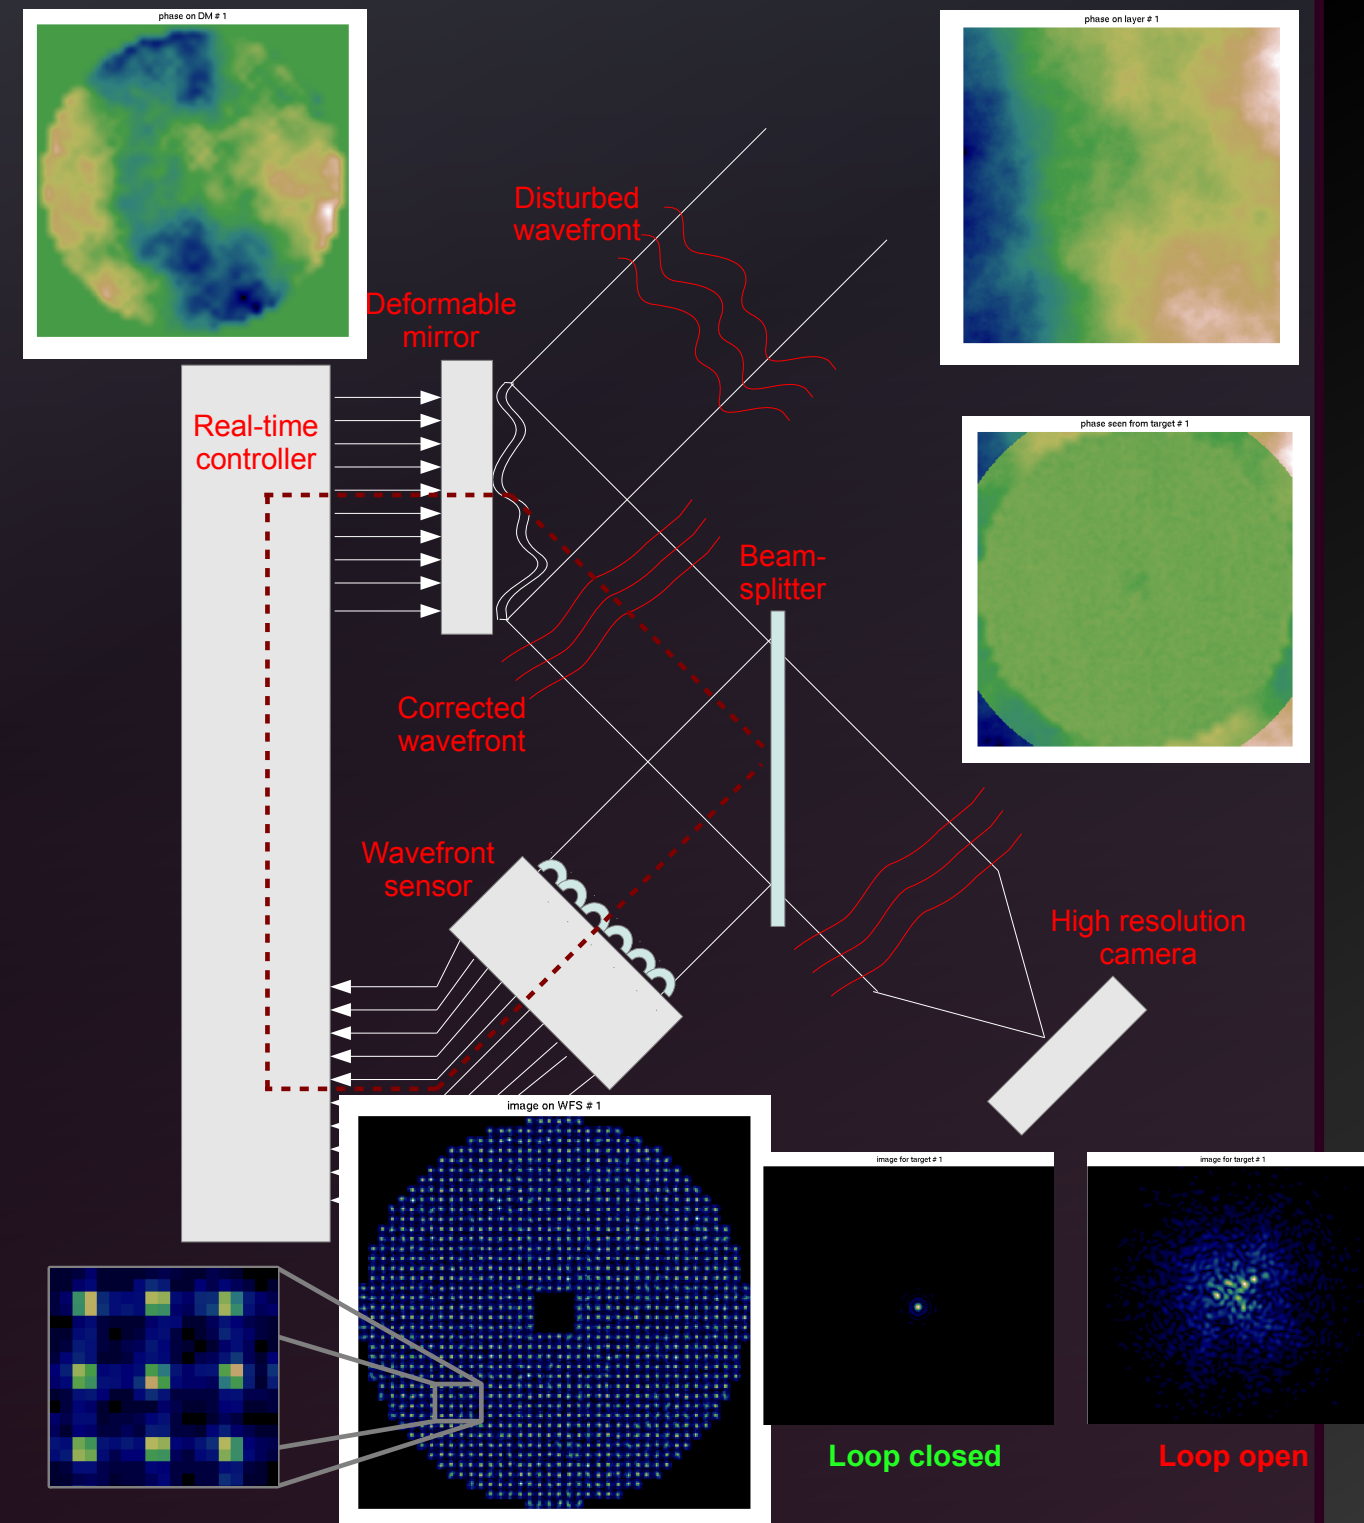 phase on DM # 1
phase on layer # 1
Disturbed
wavefront
Deformable
mirror
Real-time
controller
phase seen from target # 1
Beam-
splitter
Corrected
wavefront
Wavefront
sensor
High resolution
camera
image on WFS # 1
image for target # 1
image for target # 1
Loop closed
Loop open